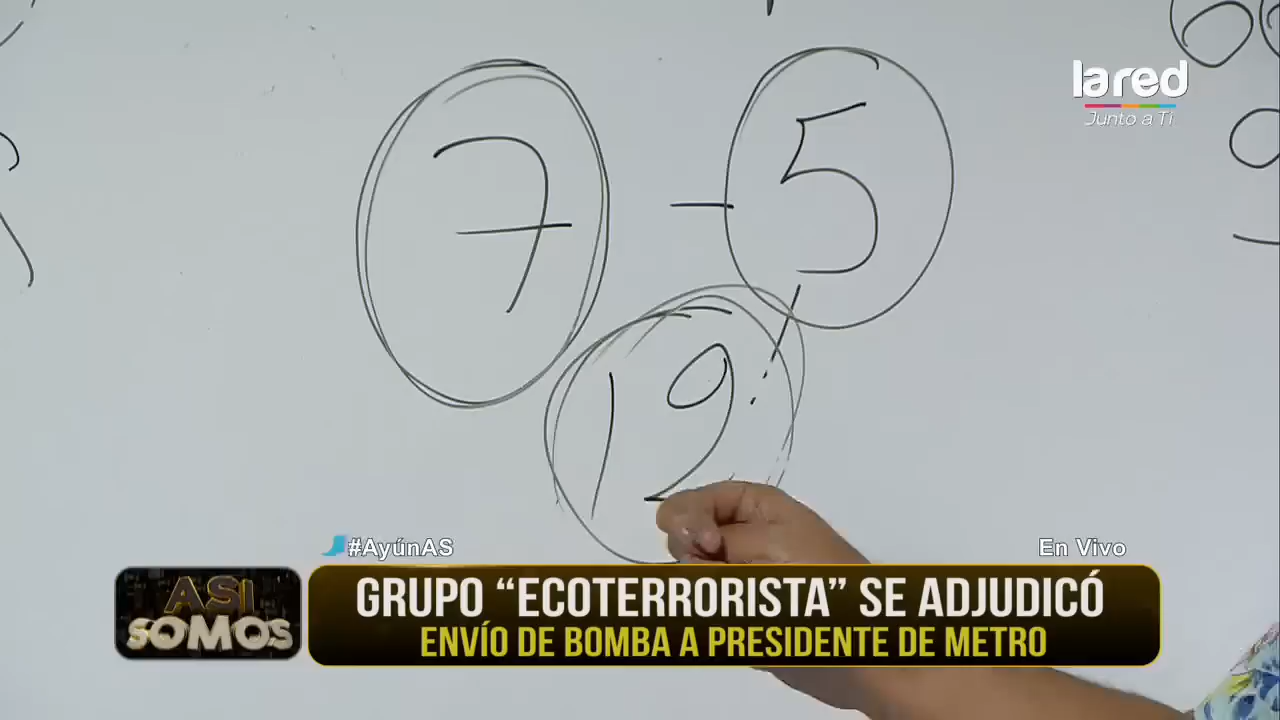 lared
Junto a Ti
7 - 5
12
#AyúnAS
En Vivo
ASI
SOMOS
GRUPO “ECOTERRORISTA” SE ADJUDICÓ
ENVÍO DE BOMBA A PRESIDENTE DE METRO